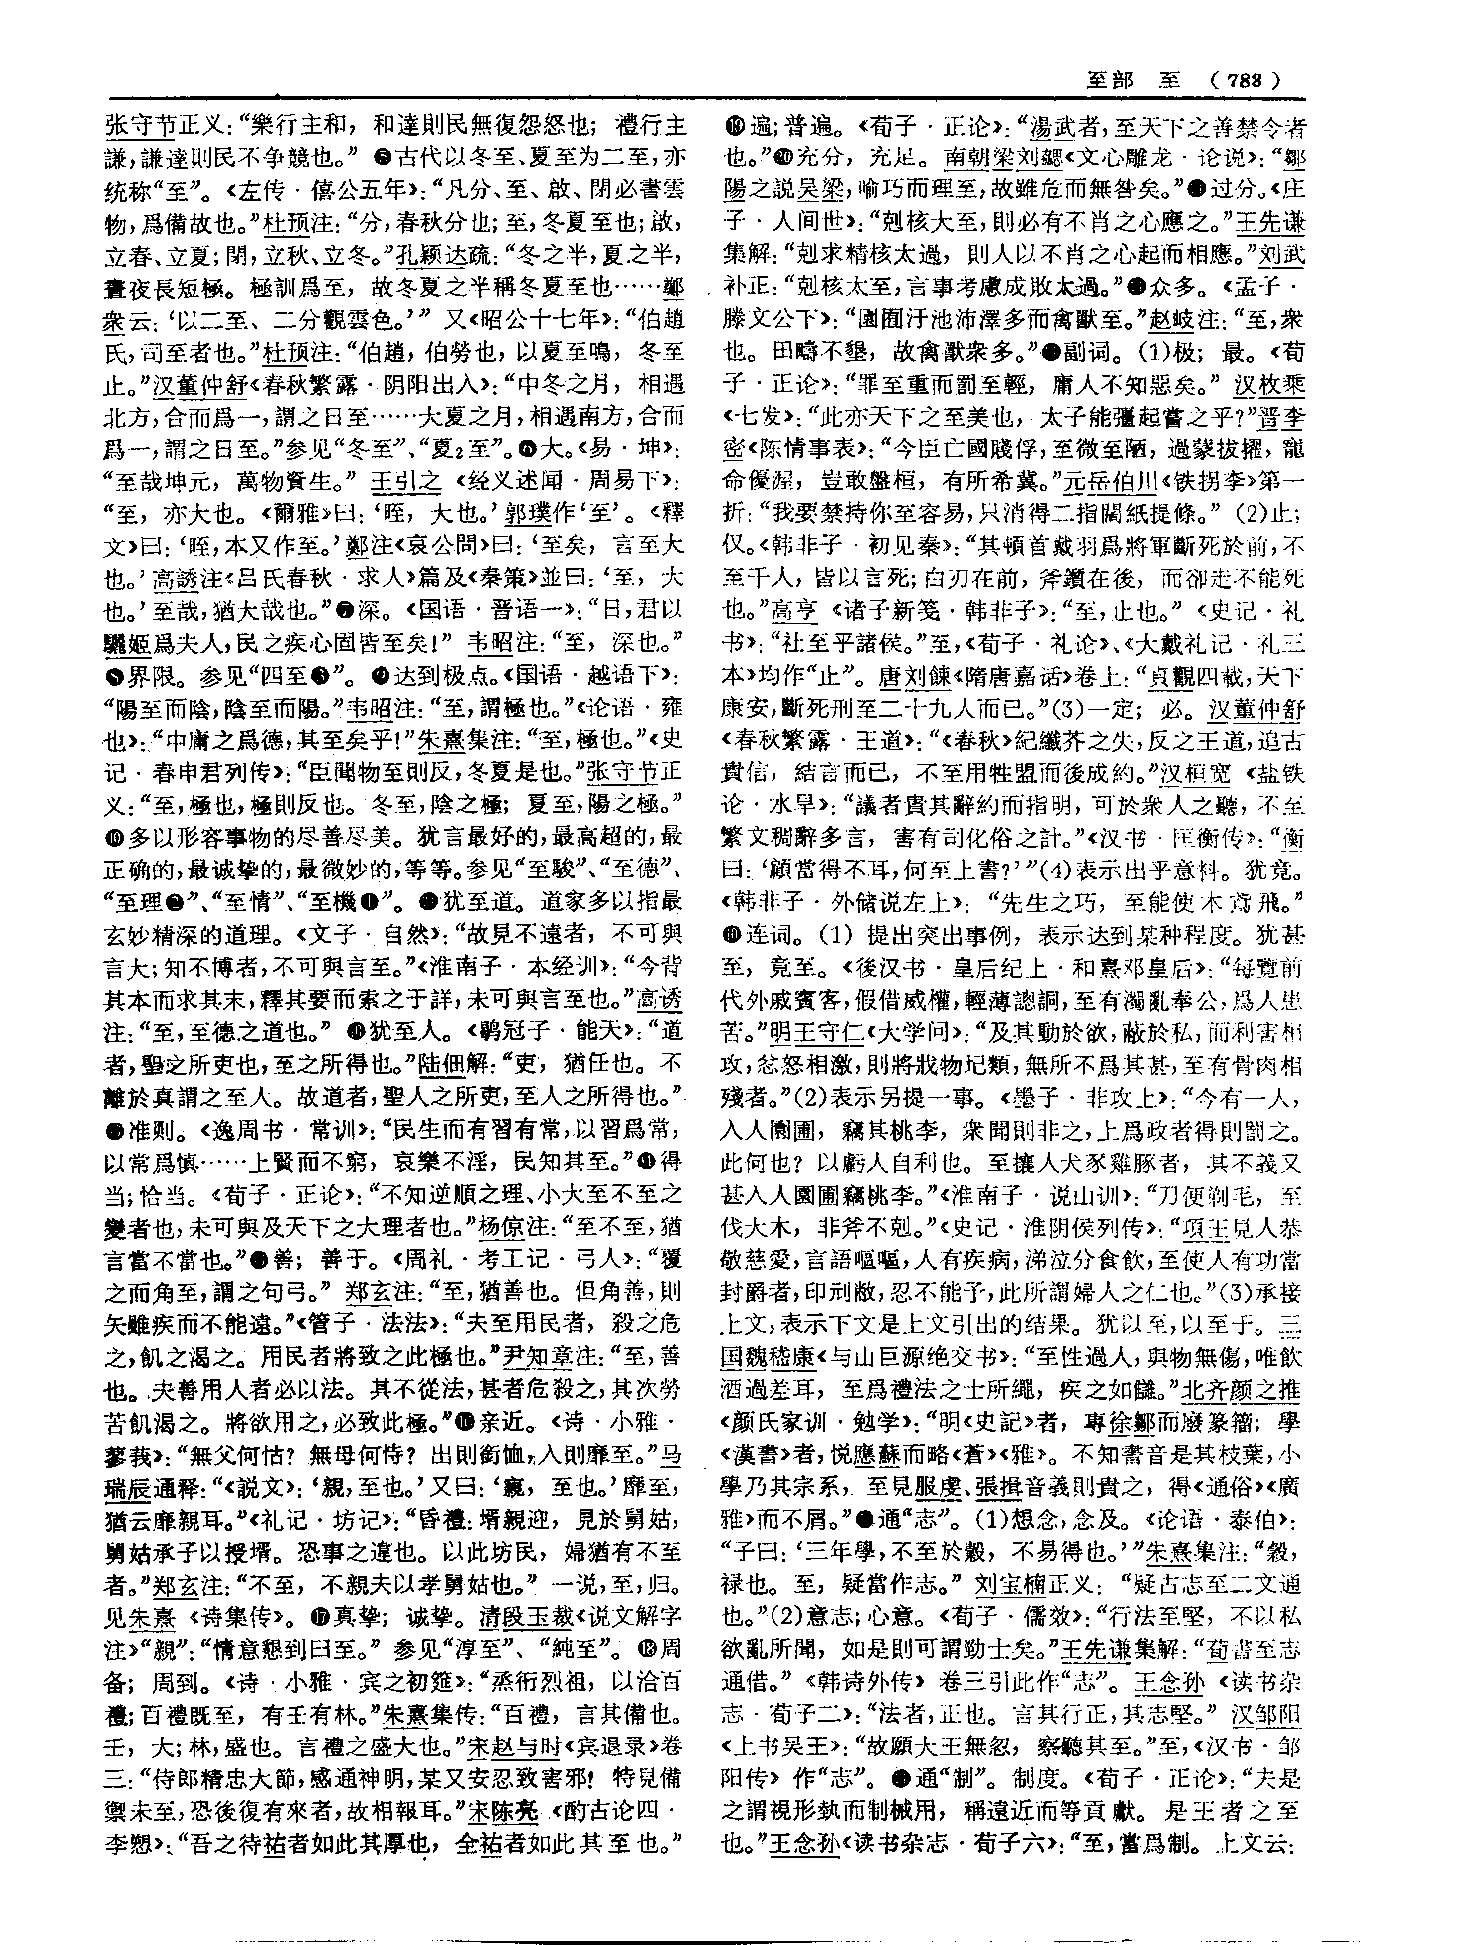 至部　至　（783）
张守节正义：“樂行主和，和達則民無復怨怒也；禮行主
謙，謙達則民不争競也。”❺古代以冬至、夏至为二至，亦
统称“至”。《左传·僖公五年》：“凡分、至、啟、閉必書雲
物，爲備故也。”杜预注：“分，春秋分也；至，冬夏至也；啟，
立春、立夏；閉，立秋、立冬。”孔颖达疏：“冬之半，夏之半，
晝夜長短極。極訓爲至，故冬夏之半稱冬夏至也……鄭
衆云：‘以二至、二分觀雲色。’”又《昭公十七年》：“伯趙
氏，司至者也。”杜预注：“伯趙，伯勞也，以夏至鳴，冬至
止。”汉董仲舒《春秋繁露·阴阳出入》：“中冬之月，相遇
北方，合而爲一，謂之日至……大夏之月，相遇南方，合而
爲一，謂之日至。”参见“冬至”、“夏₂至”。❻大。《易·坤》：
“至哉坤元，萬物資生。”王引之《经义述闻·周易下》：
“至，亦大也。《爾雅》曰：‘晊，大也。’郭璞作‘至’。《釋
文》曰：‘晊，本又作至。’鄭注《哀公問》曰：‘至矣，言至大
也。’高誘注《吕氏春秋·求人》篇及《秦策》並曰：‘至，大
也。’至哉，猶大哉也。”❼深。《国语·晋语一》：“日，君以
驪姬爲夫人，民之疾心固皆至矣！”韦昭注：“至，深也。”
❽界限。参见“四至❸”。❾达到极点。《国语·越语下》：
“陽至而陰，陰至而陽。”韦昭注：“至，謂極也。”《论语·雍
也》：“中庸之爲德，其至矣乎！”朱熹集注：“至，極也。”《史
记·春申君列传》：“臣聞物至則反，冬夏是也。”张守节正
义：“至，極也，極則反也。冬至，陰之極；夏至，陽之極。”
❿多以形容事物的尽善尽美。犹言最好的，最高超的，最
正确的，最诚挚的，最微妙的，等等。参见“至駿”、“至德”、
“至理❷”、“至情”、“至機❶”。⓫犹至道。道家多以指最
玄妙精深的道理。《文子·自然》：“故見不遠者，不可與
言大；知不博者，不可與言至。”《淮南子·本经训》：“今背
其本而求其末，釋其要而索之于詳，未可與言至也。”高诱
注：“至，至德之道也。”⓬犹至人。《鹖冠子·能天》：“道
者，聖之所吏也，至之所得也。”陆佃解：“吏，猶任也。不
離於真謂之至人。故道者，聖人之所吏，至人之所得也。”
⓭准则。《逸周书·常训》：“民生而有習有常，以習爲常，
以常爲慎……上賢而不窮，哀樂不淫，民知其至。”⓮得
当；恰当。《荀子·正论》：“不知逆順之理、小大至不至之
變者也，未可與及天下之大理者也。”杨倞注：“至不至，猶
言當不當也。”⓯善；善于。《周礼·考工记·弓人》：“覆
之而角至，謂之句弓。”郑玄注：“至，猶善也。但角善，則
矢雖疾而不能遠。”《管子·法法》：“夫至用民者，殺之危
之，飢之渴之。用民者將致之此極也。”尹知章注：“至，善
也。夫善用人者必以法。其不從法，甚者危殺之，其次勞
苦飢渴之。將欲用之，必致此極。”⓰亲近。《诗·小雅·
蓼莪》：“無父何怙？無母何恃？出則銜恤，入則靡至。”马
瑞辰通释：“《說文》：‘親，至也。’又曰：‘寴，至也。’靡至，
猶云靡親耳。”《礼记·坊记》：“昏禮：壻親迎，見於舅姑，
舅姑承子以授壻。恐事之違也。以此坊民，婦猶有不至
者。”郑玄注：“不至，不親夫以孝舅姑也。”一说，至，归。
见朱熹《诗集传》。⓱真挚；诚挚。清段玉裁《说文解字
注》“親”：“情意懇到曰至。”参见“淳至”、“純至”。⓲周
备；周到。《诗·小雅·宾之初筵》：“烝衎烈祖，以洽百
禮；百禮既至，有壬有林。”朱熹集传：“百禮，言其備也。
壬，大；林，盛也。言禮之盛大也。”宋赵与时《宾退录》卷
三：“侍郎精忠大節，感通神明，某又安忍致害邪！特見備
禦未至，恐後復有來者，故相報耳。”宋陈亮《酌古论四·
李愬》：“吾之待祐者如此其厚也，全祐者如此其至也。”
⓳遍；普遍。《荀子·正论》：“湯武者，至天下之善禁令者
也。”⓴充分，充足。南朝梁刘勰《文心雕龙·论说》：“鄒
陽之說吴梁，喻巧而理至，故雖危而無咎矣。”㉑过分。《庄
子·人间世》：“剋核大至，則必有不肖之心應之。”王先谦
集解：“剋求精核太過，則人以不肖之心起而相應。”刘武
补正：“剋核太至，言事考慮成敗太過。”㉒众多。《孟子·
滕文公下》：“園囿汙池沛澤多而禽獸至。”赵岐注：“至，衆
也。田疇不墾，故禽獸衆多。”㉓副词。(1)极；最。《荀
子·正论》：“罪至重而罰至輕，庸人不知惡矣。”汉枚乘
《七发》：“此亦天下之至美也，太子能彊起嘗之乎？”晋李
密《陈情事表》：“今臣亡國賤俘，至微至陋，過蒙拔擢，寵
命優渥，豈敢盤桓，有所希冀。”元岳伯川《铁拐李》第一
折：“我要禁持你至容易，只消得二指闊紙提條。”(2)止；
仅。《韩非子·初见秦》：“其頓首戴羽爲將軍斷死於前，不
至千人，皆以言死；白刃在前，斧鑕在後，而卻走不能死
也。”高亨《诸子新笺·韩非子》：“至，止也。”《史记·礼
书》：“社至乎諸侯。”至，《荀子·礼论》、《大戴礼记·礼三
本》均作“止”。唐刘餗《隋唐嘉话》卷上：“貞觀四載，天下
康安，斷死刑至二十九人而已。”(3)一定；必。汉董仲舒
《春秋繁露·王道》：“《春秋》紀纖芥之失，反之王道，追古
貴信，結言而已，不至用牲盟而後成約。”汉桓宽《盐铁
论·水旱》：“議者貴其辭約而指明，可於衆人之聽，不至
繁文稠辭多言，害有司化俗之計。”《汉书·匡衡传》：“衡
曰：‘顧當得不耳，何至上書？’”(4)表示出乎意料。犹竟。
《韩非子·外储说左上》：“先生之巧，至能使木鳶飛。”
㉔连词。(1)提出突出事例，表示达到某种程度。犹甚
至，竟至。《後汉书·皇后纪上·和熹邓皇后》：“每覽前
代外戚賓客，假借威權，輕薄謥詷，至有濁亂奉公，爲人患
苦。”明王守仁《大学问》：“及其動於欲，蔽於私，而利害相
攻，忿怒相激，則將戕物圮類，無所不爲其甚，至有骨肉相
殘者。”(2)表示另提一事。《墨子·非攻上》：“今有一人，
入人園圃，竊其桃李，衆聞則非之，上爲政者得則罰之。
此何也？以虧人自利也。至攘人犬豕雞豚者，其不義又
甚入人園圃竊桃李。”《淮南子·说山训》：“刀便剃毛，至
伐大木，非斧不剋。”《史记·淮阴侯列传》：“項王見人恭
敬慈愛，言語嘔嘔，人有疾病，涕泣分食飲，至使人有功當
封爵者，印刓敝，忍不能予，此所謂婦人之仁也。”(3)承接
上文，表示下文是上文引出的结果。犹以至，以至于。三
国魏嵇康《与山巨源绝交书》：“至性過人，與物無傷，唯飲
酒過差耳，至爲禮法之士所繩，疾之如讎。”北齐颜之推
《颜氏家训·勉学》：“明《史記》者，專徐鄒而廢篆籀；學
《漢書》者，悦應蘇而略《蒼》《雅》。不知書音是其枝葉，小
學乃其宗系，至見服虔、張揖音義則貴之，得《通俗》《廣
雅》而不屑。”㉕通“志”。(1)想念，念及。《论语·泰伯》：
“子曰：‘三年學，不至於穀，不易得也。’”朱熹集注：“穀，
禄也。至，疑當作志。”刘宝楠正义：“疑古志至二文通
也。”(2)意志；心意。《荀子·儒效》：“行法至堅，不以私
欲亂所聞，如是則可謂勁士矣。”王先谦集解：“荀書至志
通借。”《韩诗外传》卷三引此作“志”。王念孙《读书杂
志·荀子二》：“法者，正也。言其行正，其志堅。”汉邹阳
《上书吴王》：“故願大王無忽，察聽其至。”至，《汉书·邹
阳传》作“志”。㉖通“制”。制度。《荀子·正论》：“夫是
之謂視形埶而制械用，稱遠近而等貢獻。是王者之至
也。”王念孙《读书杂志·荀子六》：“至，當爲制。上文云：